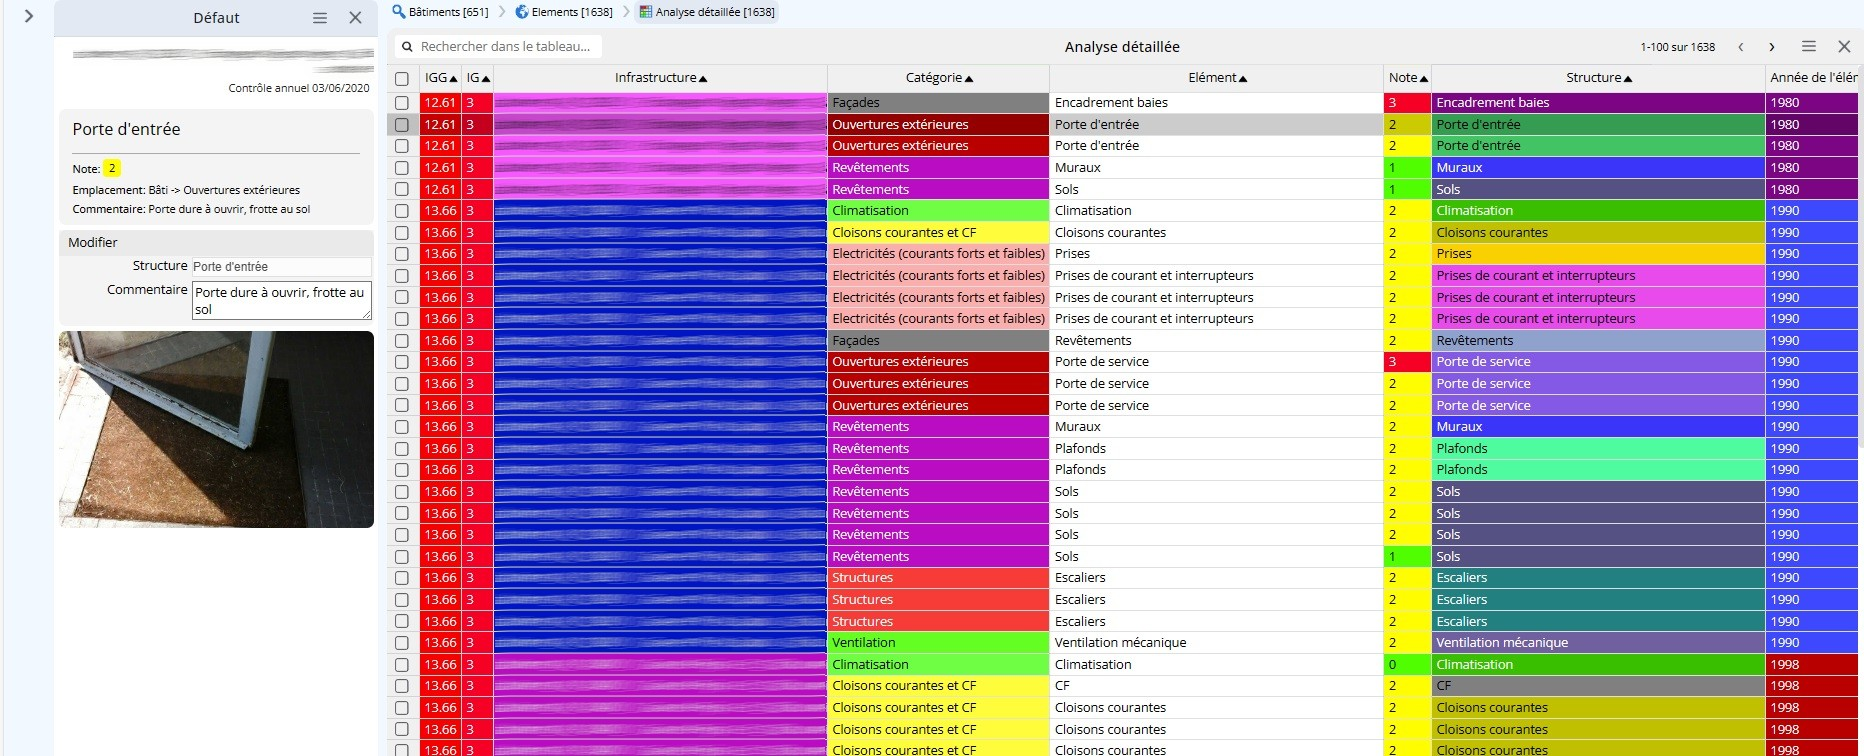 Défaut
Contrôle annuel 03/06/2020
Porte d'entrée
Note: 2
Emplacement: Bâti -> Ouvertures extérieures
Commentaire: Porte dure à ouvrir, frotte au sol
Modifier
Structure Porte d'entrée
Commentaire Porte dure à ouvrir, frotte au
sol
Bâtiments [651] Elements [1638] Analyse détaillée [1638]
Rechercher dans le tableau... Analyse détaillée 1-100 sur 1638
IGG IG Infrastructure Catégorie Elément Note Structure Année de l'élér
12.61 3 Façades Encadrement baies 3 Encadrement baies 1980
12.61 3 Ouvertures extérieures Porte d'entrée 2 Porte d'entrée 1980
12.61 3 Ouvertures extérieures Porte d'entrée 2 Porte d'entrée 1980
12.61 3 Revêtements Muraux 1 Muraux 1980
12.61 3 Revêtements Sols 1 Sols 1980
13.66 3 Climatisation Climatisation 2 Climatisation 1990
13.66 3 Cloisons courantes et CF Cloisons courantes 2 Cloisons courantes 1990
13.66 3 Electricités (courants forts et faibles) Prises 2 Prises 1990
13.66 3 Electricités (courants forts et faibles) Prises de courant et interrupteurs 2 Prises de courant et interrupteurs 1990
13.66 3 Electricités (courants forts et faibles) Prises de courant et interrupteurs 2 Prises de courant et interrupteurs 1990
13.66 3 Electricités (courants forts et faibles) Prises de courant et interrupteurs 2 Prises de courant et interrupteurs 1990
13.66 3 Façades Revêtements 2 Revêtements 1990
13.66 3 Ouvertures extérieures Porte de service 3 Porte de service 1990
13.66 3 Ouvertures extérieures Porte de service 2 Porte de service 1990
13.66 3 Ouvertures extérieures Porte de service 2 Porte de service 1990
13.66 3 Revêtements Muraux 2 Muraux 1990
13.66 3 Revêtements Plafonds 2 Plafonds 1990
13.66 3 Revêtements Plafonds 2 Plafonds 1990
13.66 3 Revêtements Sols 2 Sols 1990
13.66 3 Revêtements Sols 2 Sols 1990
13.66 3 Revêtements Sols 2 Sols 1990
13.66 3 Revêtements Sols 1 Sols 1990
13.66 3 Structures Escaliers 2 Escaliers 1990
13.66 3 Structures Escaliers 2 Escaliers 1990
13.66 3 Structures Escaliers 2 Escaliers 1990
13.66 3 Ventilation Ventilation mécanique 2 Ventilation mécanique 1990
13.66 3 Climatisation Climatisation 0 Climatisation 1998
13.66 3 Cloisons courantes et CF CF 2 CF 1998
13.66 3 Cloisons courantes et CF Cloisons courantes 2 Cloisons courantes 1998
13.66 3 Cloisons courantes et CF Cloisons courantes 2 Cloisons courantes 1998
13.66 3 Cloisons courantes et CF Cloisons courantes 2 Cloisons courantes 1998